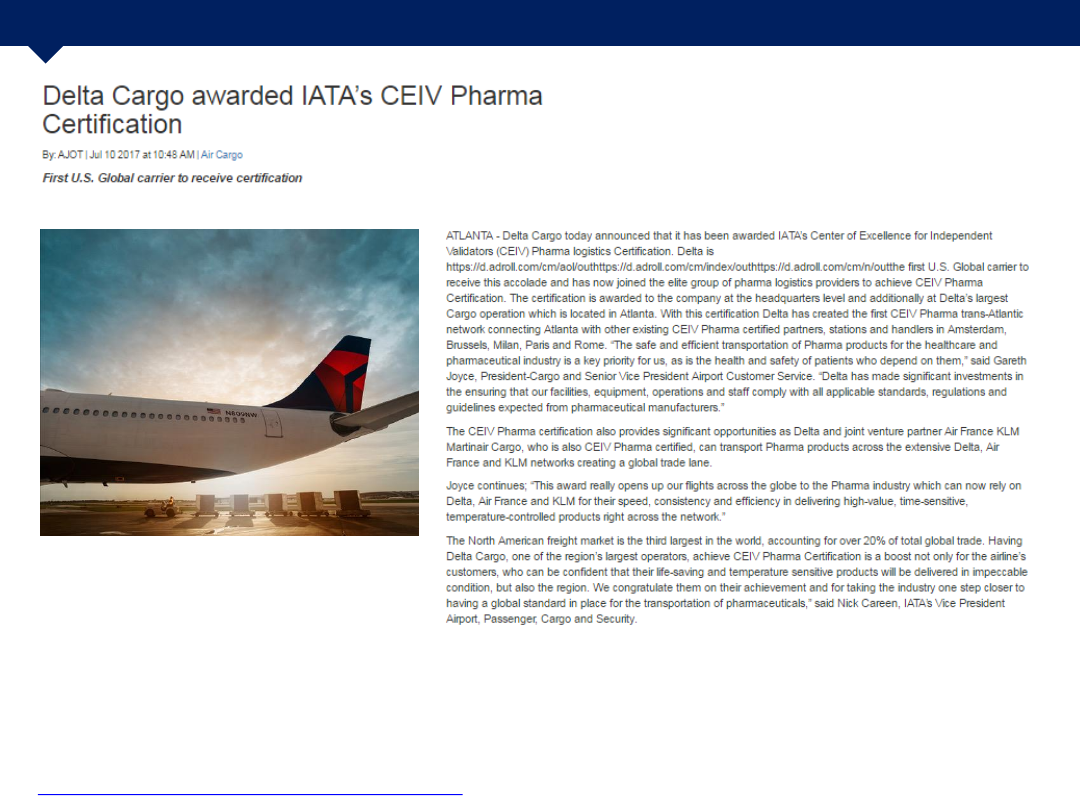 Delta Cargo awarded IATA's CEIV Pharma
Certification
By: AJOT | Jul 10 2017 at 10:48 AM | Air Cargo
First U.S. Global carrier to receive certification
N809NW
ATLANTA - Delta Cargo today announced that it has been awarded IATA's Center of Excellence for Independent
Validators (CEIV) Pharma logistics Certification. Delta is
https://d.adroll.com/cm/aol/outhttps://d.adroll.com/cm/index/outhttps://d.adroll.com/cm/n/outthe first U.S. Global carrier to
receive this accolade and has now joined the elite group of pharma logistics providers to achieve CEIV Pharma
Certification. The certification is awarded to the company at the headquarters level and additionally at Delta's largest
Cargo operation which is located in Atlanta. With this certification Delta has created the first CEIV Pharma trans-Atlantic
network connecting Atlanta with other existing CEIV Pharma certified partners, stations and handlers in Amsterdam,
Brussels, Milan, Paris and Rome. “The safe and efficient transportation of Pharma products for the healthcare and
pharmaceutical industry is a key priority for us, as is the health and safety of patients who depend on them,” said Gareth
Joyce, President-Cargo and Senior Vice President Airport Customer Service. “Delta has made significant investments in
the ensuring that our facilities, equipment, operations and staff comply with all applicable standards, regulations and
guidelines expected from pharmaceutical manufacturers.”
The CEIV Pharma certification also provides significant opportunities as Delta and joint venture partner Air France KLM
Martinair Cargo, who is also CEIV Pharma certified, can transport Pharma products across the extensive Delta, Air
France and KLM networks creating a global trade lane.
Joyce continues; “This award really opens up our flights across the globe to the Pharma industry which can now rely on
Delta, Air France and KLM for their speed, consistency and efficiency in delivering high-value, time-sensitive,
temperature-controlled products right across the network.”
The North American freight market is the third largest in the world, accounting for over 20% of total global trade. Having
Delta Cargo, one of the region's largest operators, achieve CEIV Pharma Certification is a boost not only for the airline's
customers, who can be confident that their life-saving and temperature sensitive products will be delivered in impeccable
condition, but also the region. We congratulate them on their achievement and for taking the industry one step closer to
having a global standard in place for the transportation of pharmaceuticals,” said Nick Careen, IATA's Vice President
Airport, Passenger, Cargo and Security.